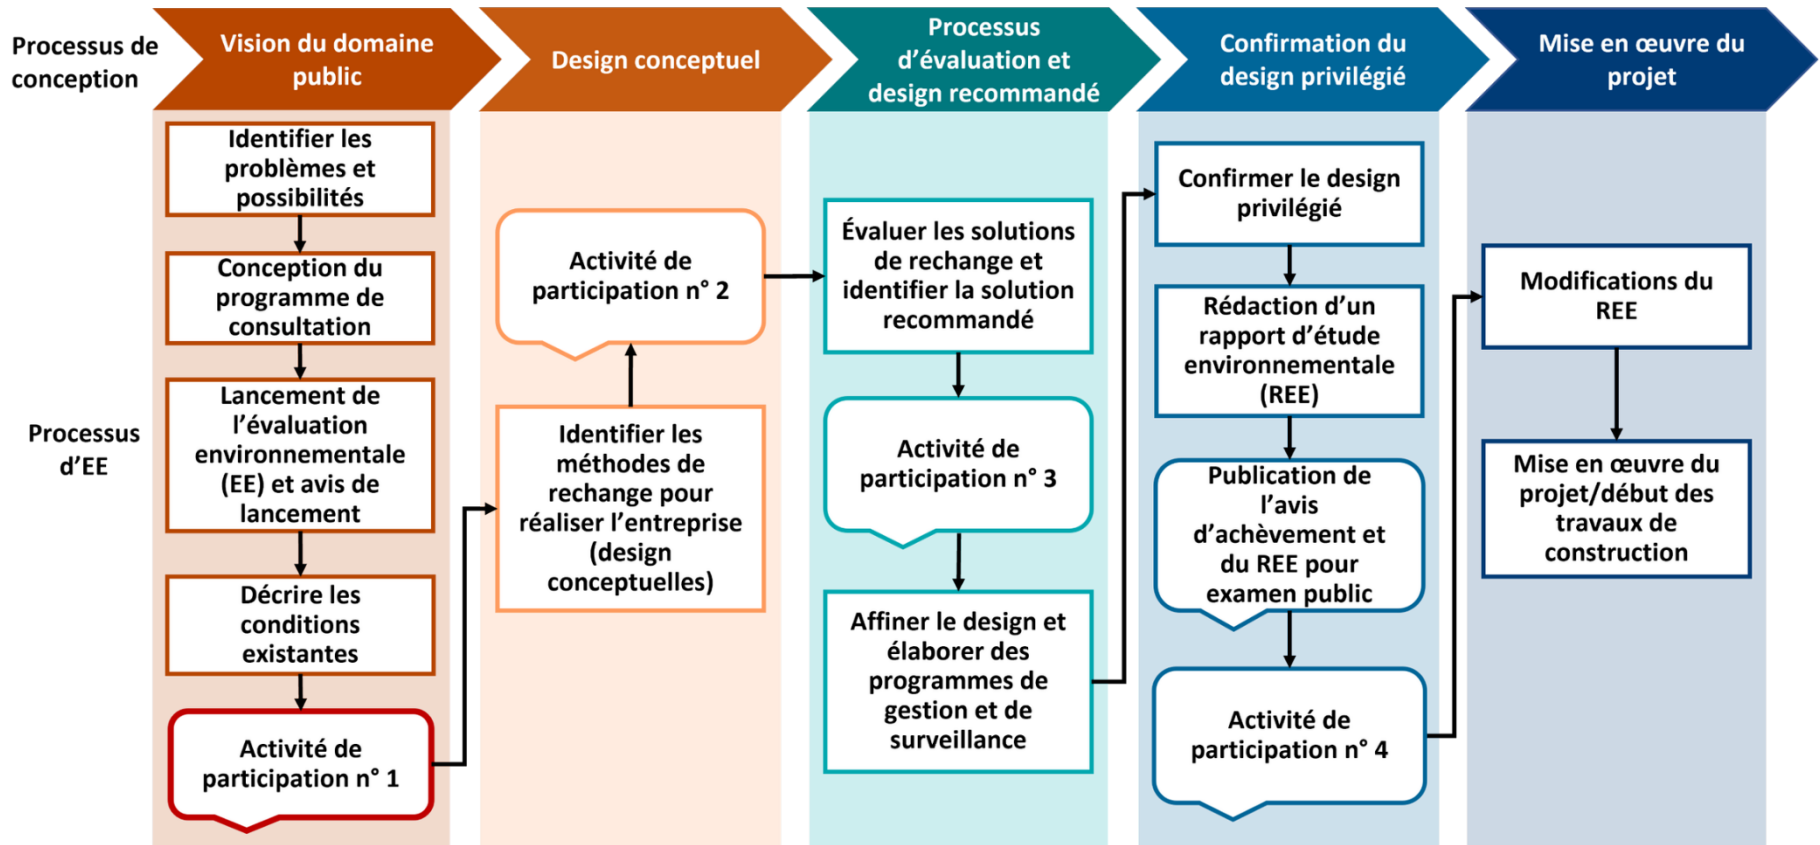 Processus de
conception
Vision du domaine
public
Design conceptuel
Processus
d’évaluation et
design recommandé
Confirmation du
design privilégié
Mise en œuvre du
projet
Processus
d’EE
Identifier les
problèmes et
possibilités
Conception du
programme de
consultation
Lancement de
l’évaluation
environnementale
(EE) et avis de
lancement
Décrire les
conditions
existantes
Activité de
participation n° 1
Activité de
participation n° 2
Identifier les
méthodes de
rechange pour
réaliser l’entreprise
(design
conceptuelles)
Évaluer les solutions
de rechange et
identifier la solution
recommandé
Activité de
participation n° 3
Affiner le design et
élaborer des
programmes de
gestion et de
surveillance
Confirmer le design
privilégié
Rédaction d’un
rapport d’étude
environnementale
(REE)
Publication de
l’avis
d’achèvement et
du REE pour
examen public
Activité de
participation n° 4
Modifications du
REE
Mise en œuvre du
projet/début des
travaux de
construction